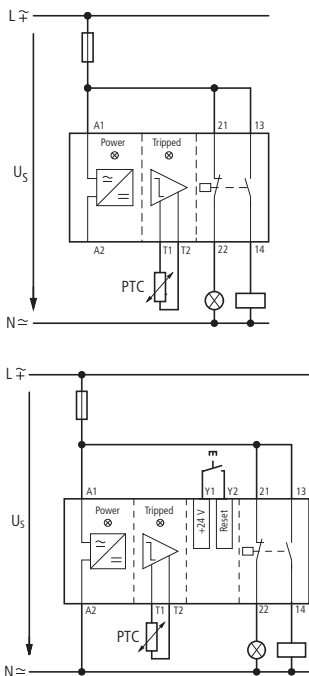 L ≂
A1 21 13
Power Tripped
US
A2 T1 T2 22 14
PTC
N ≃
L ≂
Y1 Y2
A1 21 13
Power Tripped +24 V Reset
US
A2 T1 T2 22 14
PTC
N ≃